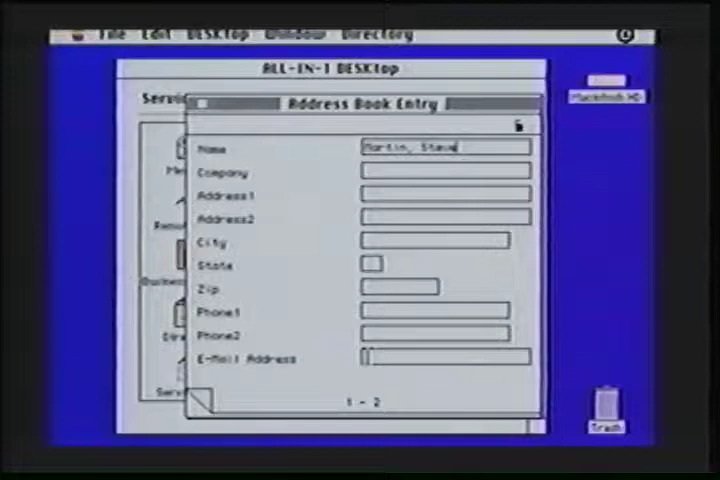 File Edit DESKtop Window Directory
ALL-IN-1 DESKtop
Macintosh HD
Address Book Entry
Name Martin, Steve
Company
Address1
Address2
City
State
Zip
Phone1
Phone2
E-Mail Address
1 - 2
Trash